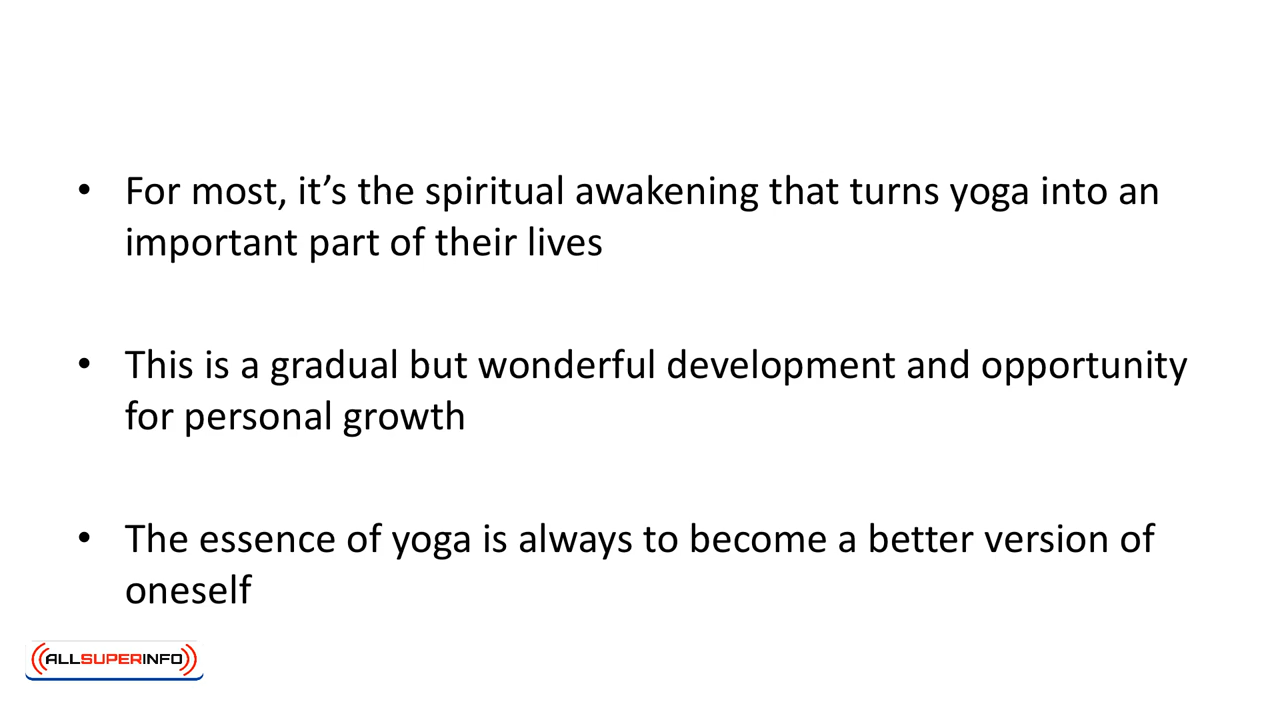 • For most, it’s the spiritual awakening that turns yoga into an
important part of their lives
• This is a gradual but wonderful development and opportunity
for personal growth
• The essence of yoga is always to become a better version of
oneself
ALLSUPERINFO